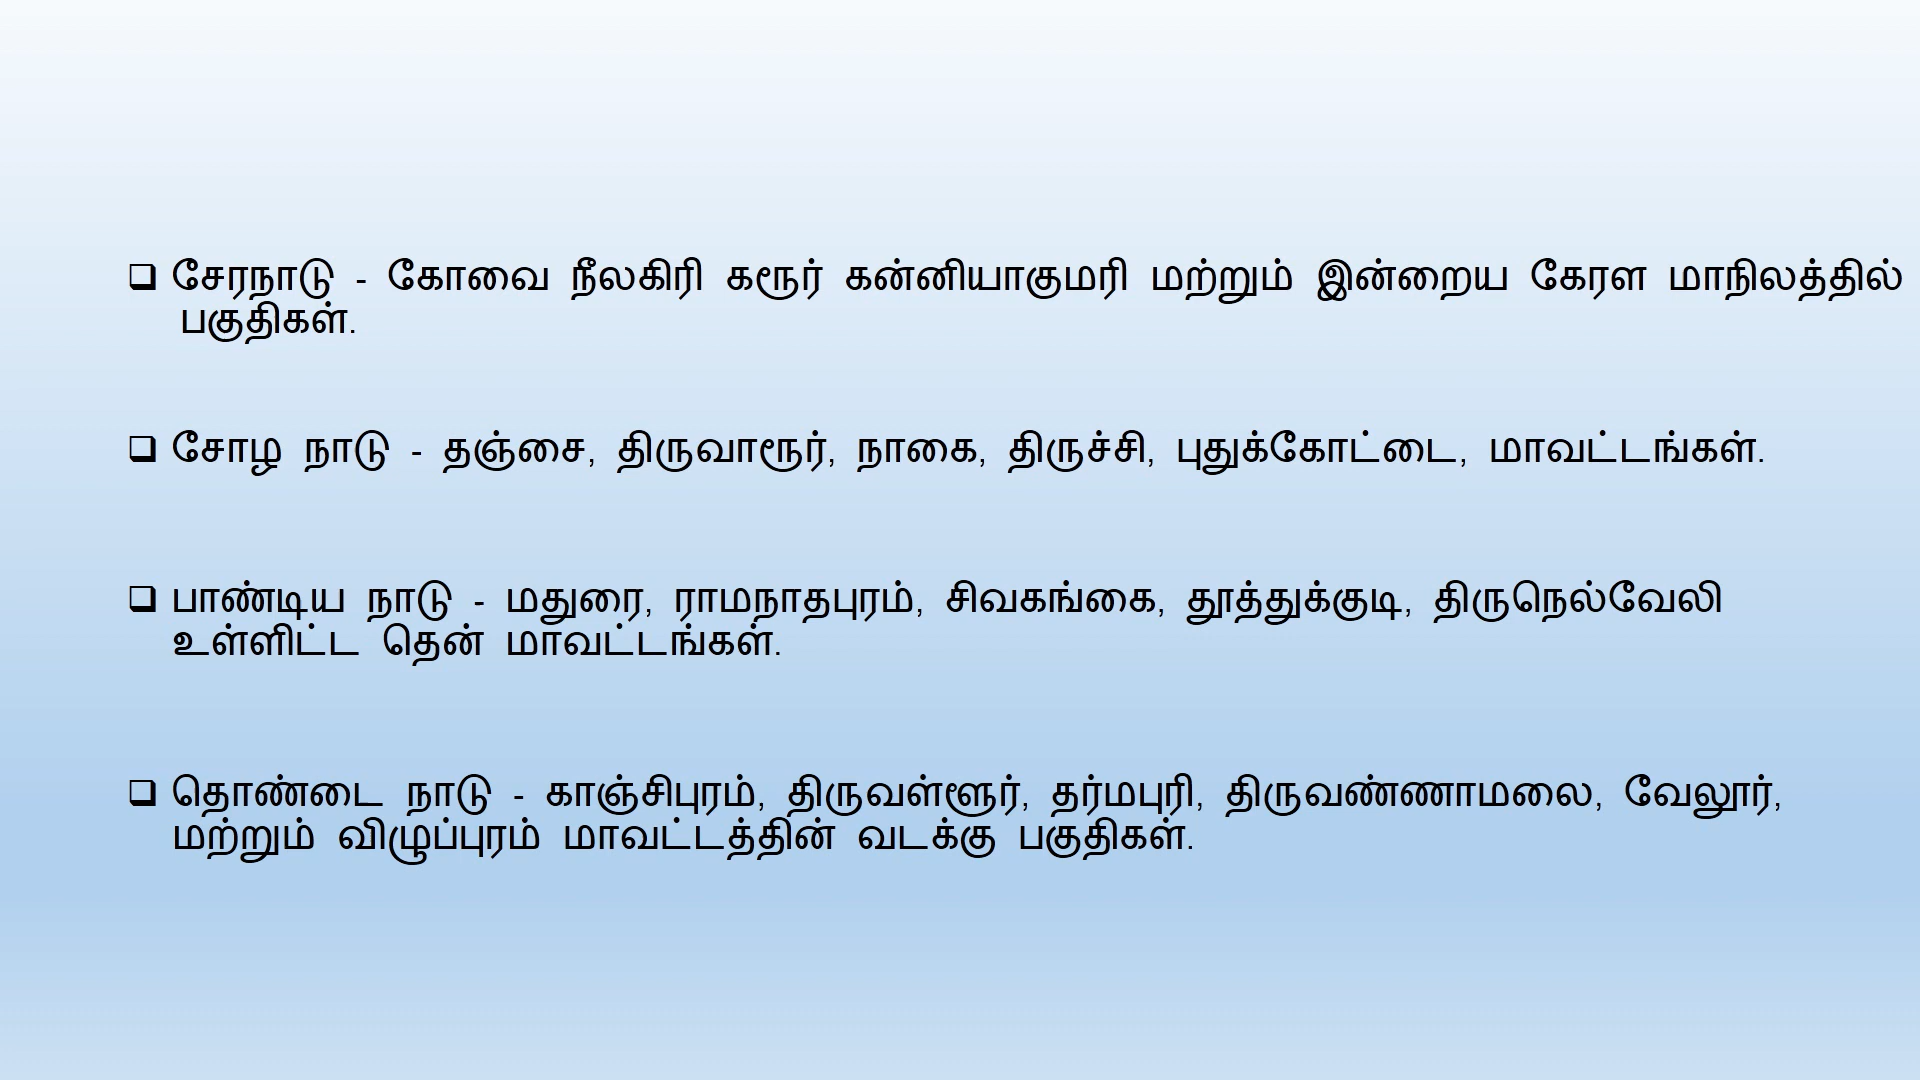 ❑ சேரநாடு - கோவை நீலகிரி கரூர் கன்னியாகுமரி மற்றும் இன்றைய கேரள மாநிலத்தில்
பகுதிகள்.
❑ சோழ நாடு - தஞ்சை, திருவாரூர், நாகை, திருச்சி, புதுக்கோட்டை, மாவட்டங்கள்.
❑ பாண்டிய நாடு - மதுரை, ராமநாதபுரம், சிவகங்கை, தூத்துக்குடி, திருநெல்வேலி
உள்ளிட்ட தென் மாவட்டங்கள்.
❑ தொண்டை நாடு - காஞ்சிபுரம், திருவள்ளூர், தர்மபுரி, திருவண்ணாமலை, வேலூர்,
மற்றும் விழுப்புரம் மாவட்டத்தின் வடக்கு பகுதிகள்.